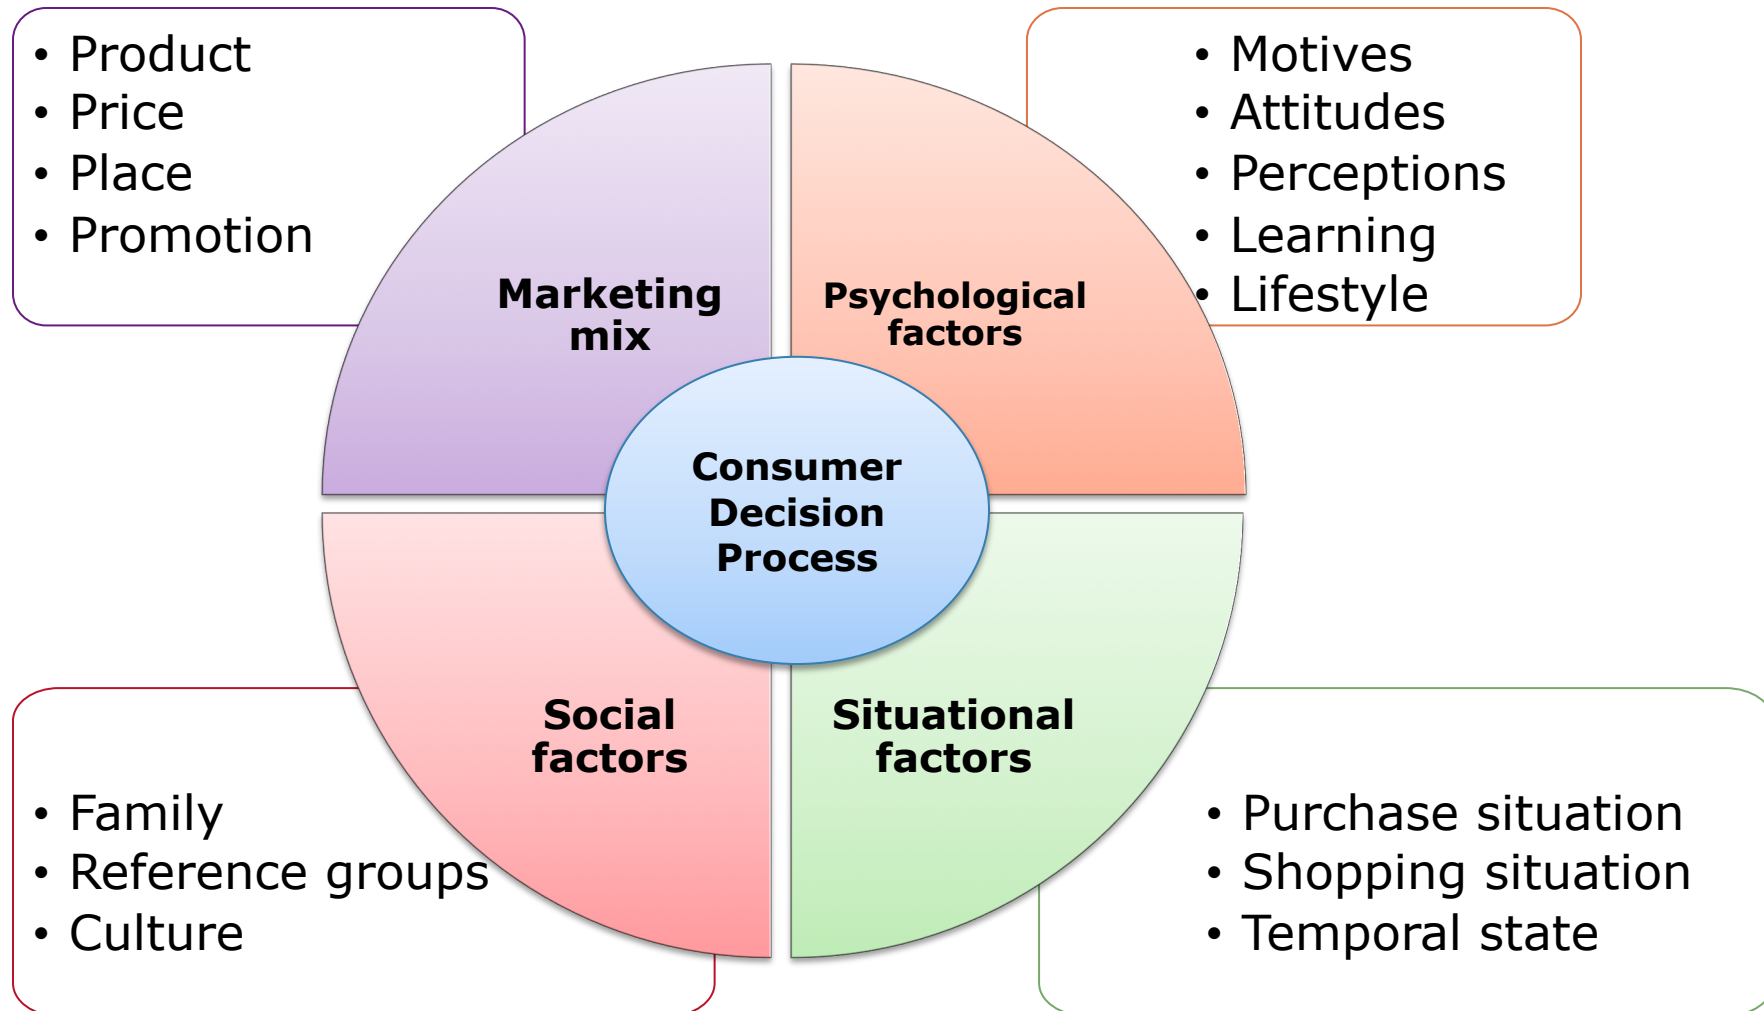 • Product
• Price
• Place
• Promotion
• Motives
• Attitudes
• Perceptions
• Learning
• Lifestyle
Marketing
mix
Psychological
factors
Consumer
Decision
Process
Social
factors
Situational
factors
• Family
• Reference groups
• Culture
• Purchase situation
• Shopping situation
• Temporal state